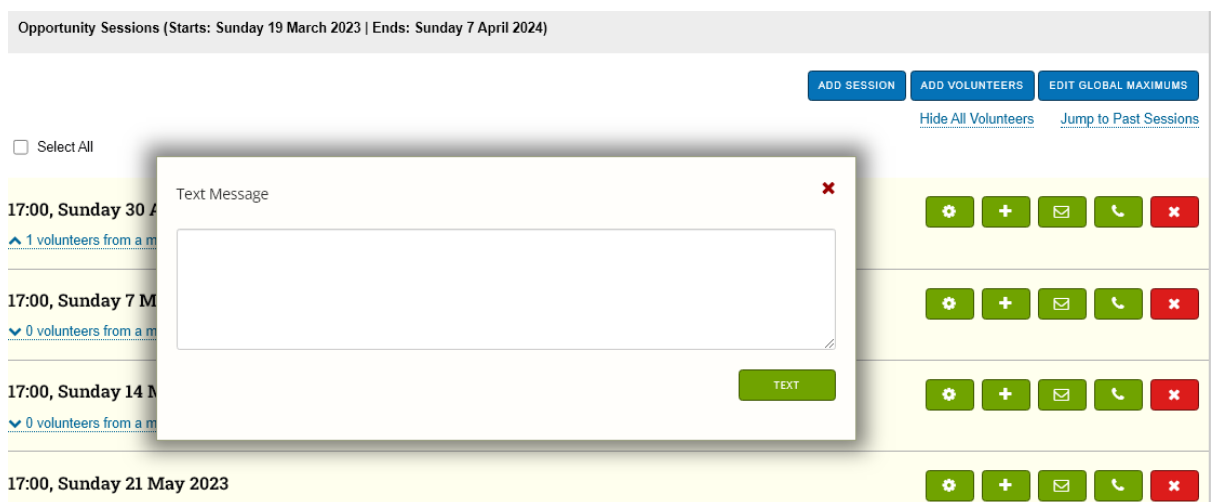 Opportunity Sessions (Starts: Sunday 19 March 2023 | Ends: Sunday 7 April 2024)
ADD SESSION ADD VOLUNTEERS EDIT GLOBAL MAXIMUMS
Hide All Volunteers Jump to Past Sessions
Select All
Text Message
17:00, Sunday 30
1 volunteers from a
17:00, Sunday 7
0 volunteers from a
TEXT
17:00, Sunday 14
0 volunteers from a
17:00, Sunday 21 May 2023